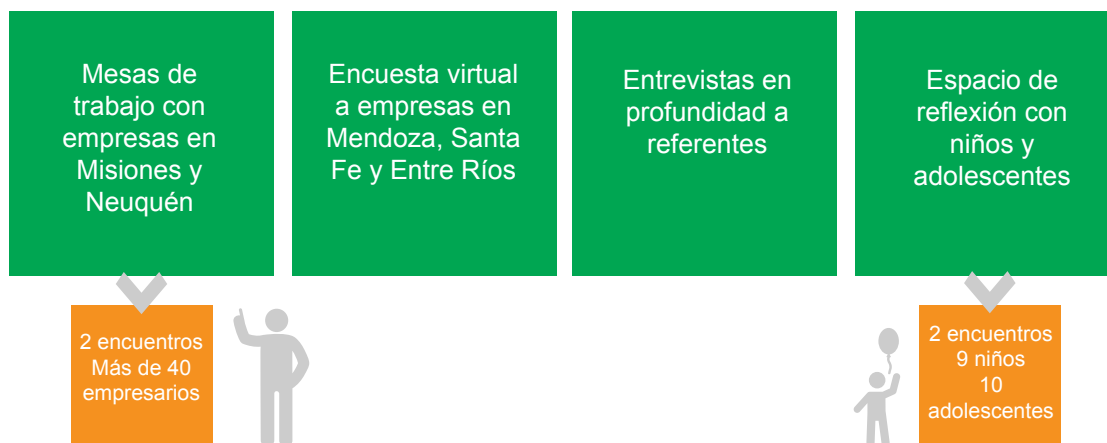 Mesas de
trabajo con
empresas en
Misiones y
Neuquén
Encuesta virtual
a empresas en
Mendoza, Santa
Fe y Entre Ríos
Entrevistas en
profundidad a
referentes
Espacio de
reflexión con
niños y
adolescentes
2 encuentros
Más de 40
empresarios
2 encuentros
9 niños
10
adolescentes